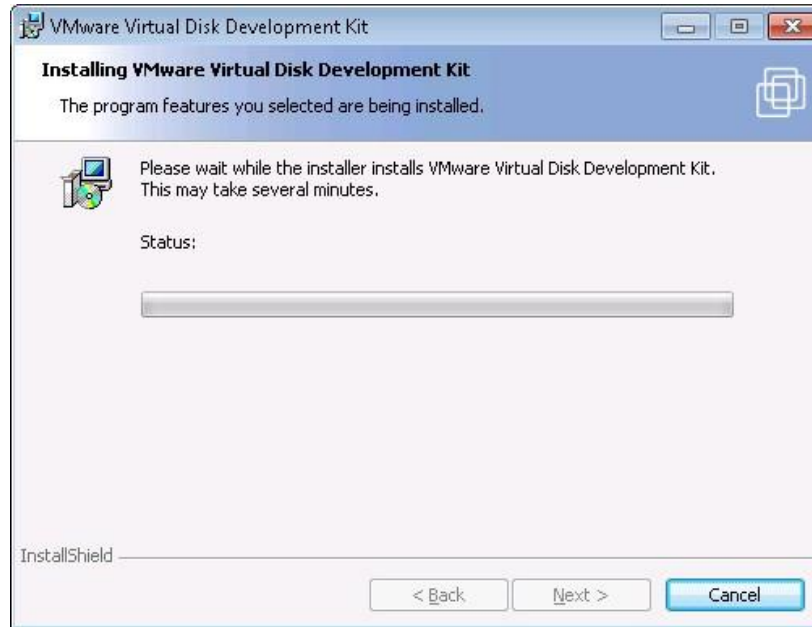 VMware Virtual Disk Development Kit
Installing VMware Virtual Disk Development Kit
The program features you selected are being installed.
Please wait while the installer installs VMware Virtual Disk Development Kit.
This may take several minutes.
Status:
InstallShield
< Back
Next >
Cancel